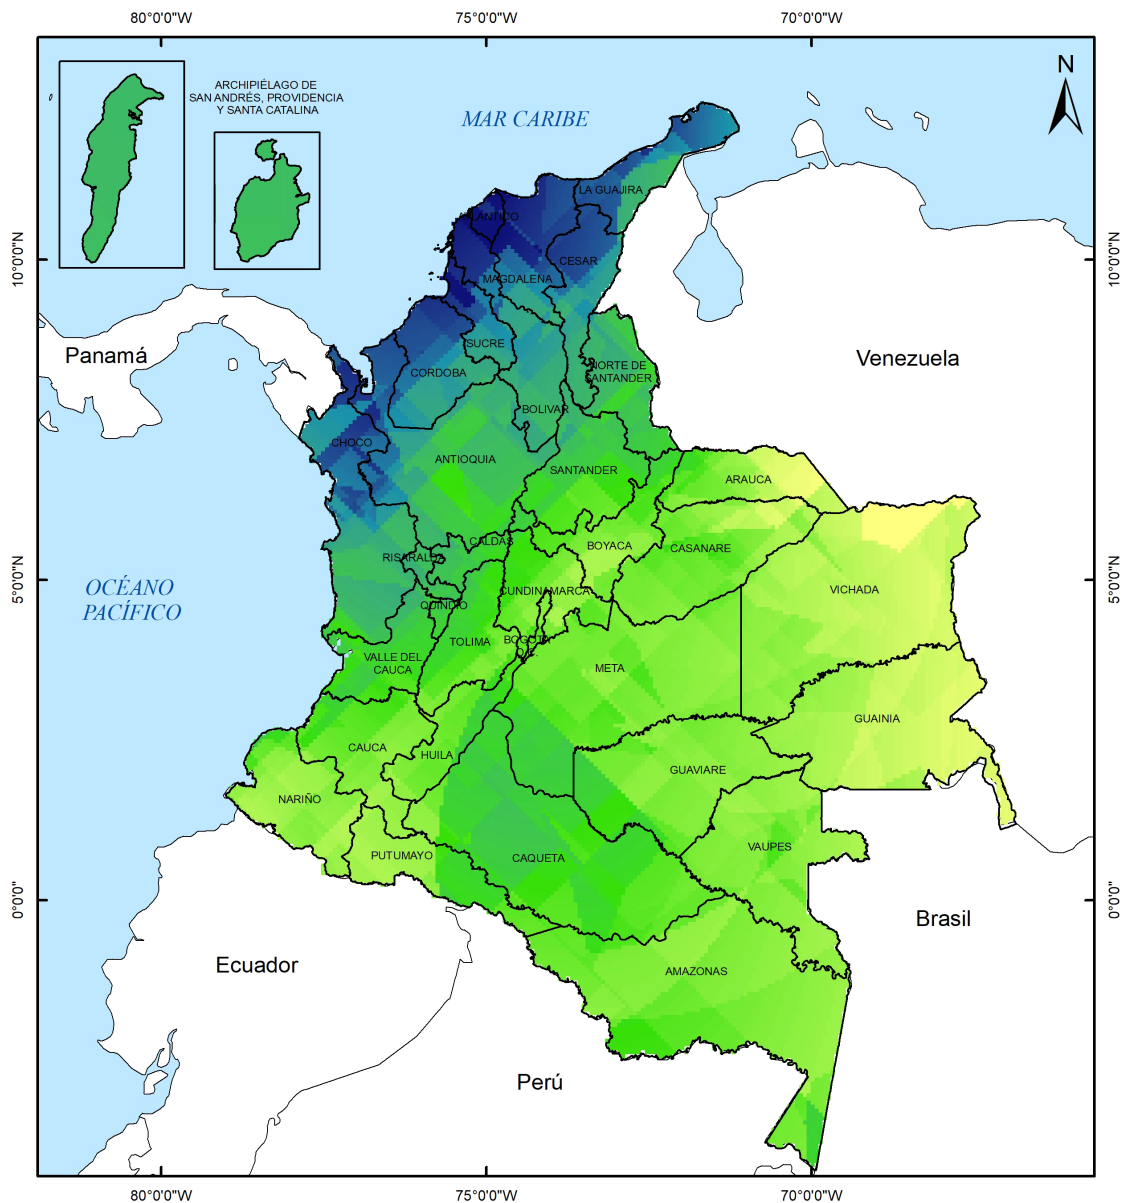 80°0'0"W 75°0'0"W 70°0'0"W
ARCHIPIÉLAGO DE
SAN ANDRÉS, PROVIDENCIA
Y SANTA CATALINA
MAR CARIBE
N
LA GUAJIRA
ATLANTICO
10°0'0"N 10°0'0"N
CESAR
MAGDALENA
Panamá
SUCRE
Venezuela
CORDOBA
NORTE DE
SANTANDER
BOLIVAR
CHOCO
ANTIOQUIA
SANTANDER
ARAUCA
CALDAS
BOYACA
CASANARE
RISARALDA
5°0'0"N 5°0'0"N
OCÉANO
PACÍFICO
CUNDINAMARCA
VICHADA
QUINDIO
TOLIMA
BOGOTA
D.C.
VALLE DEL
CAUCA
META
GUAINIA
CAUCA
HUILA
GUAVIARE
NARIÑO
VAUPES
PUTUMAYO
CAQUETA
0°0'0" 0°0'0"
Brasil
Ecuador
AMAZONAS
Perú
80°0'0"W 75°0'0"W 70°0'0"W